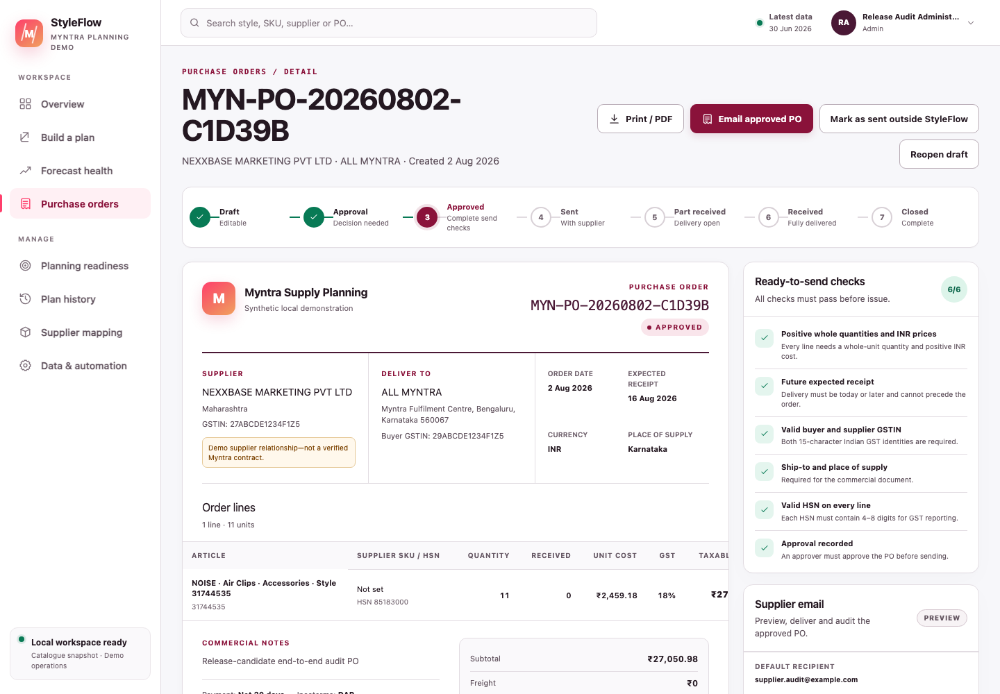 StyleFlow
MYNTRA PLANNING
DEMO
WORKSPACE
Overview
Build a plan
Forecast health
Purchase orders
MANAGE
Planning readiness
Plan history
Supplier mapping
Data & automation
Local workspace ready
Catalogue snapshot · Demo
operations
Search style, SKU, supplier or PO...
Latest data
30 Jun 2026
RA
Release Audit Administ...
Admin
PURCHASE ORDERS / DETAIL
MYN-PO-20260802-
C1D39B
NEXXBASE MARKETING PVT LTD · ALL MYNTRA · Created 2 Aug 2026
Print / PDF
Email approved PO
Mark as sent outside StyleFlow
Reopen draft
Draft
Editable
Approval
Decision needed
3
Approved
Complete send
checks
4
Sent
With supplier
5
Part received
Delivery open
6
Received
Fully delivered
7
Closed
Complete
M
Myntra Supply Planning
Synthetic local demonstration
PURCHASE ORDER
MYN-PO-20260802-C1D39B
APPROVED
SUPPLIER
NEXXBASE MARKETING PVT LTD
Maharashtra
GSTIN: 27ABCDE1234F1Z5
Demo supplier relationship—not a verified
Myntra contract.
DELIVER TO
ALL MYNTRA
Myntra Fulfilment Centre, Bengaluru,
Karnataka 560067
Buyer GSTIN: 29ABCDE1234F1Z5
ORDER DATE
2 Aug 2026
EXPECTED
RECEIPT
16 Aug 2026
CURRENCY
INR
PLACE OF SUPPLY
Karnataka
Order lines
1 line · 11 units
ARTICLE SUPPLIER SKU / HSN QUANTITY RECEIVED UNIT COST GST TAXABL
NOISE · Air Clips · Accessories · Style
31744535
31744535
Not set
HSN 85183000
11 0 ₹2,459.18 18% ₹27
COMMERCIAL NOTES
Release-candidate end-to-end audit PO
Payment: Net 30 days Incoterms: DAP
Subtotal ₹27,050.98
Freight ₹0
Ready-to-send checks
All checks must pass before issue.
6/6
Positive whole quantities and INR prices
Every line needs a whole-unit quantity and positive INR
cost.
Future expected receipt
Delivery must be today or later and cannot precede the
order.
Valid buyer and supplier GSTIN
Both 15-character Indian GST identities are required.
Ship-to and place of supply
Required for the commercial document.
Valid HSN on every line
Each HSN must contain 4–8 digits for GST reporting.
Approval recorded
An approver must approve the PO before sending.
Supplier email
Preview, deliver and audit the
approved PO.
PREVIEW
DEFAULT RECIPIENT
supplier.audit@example.com